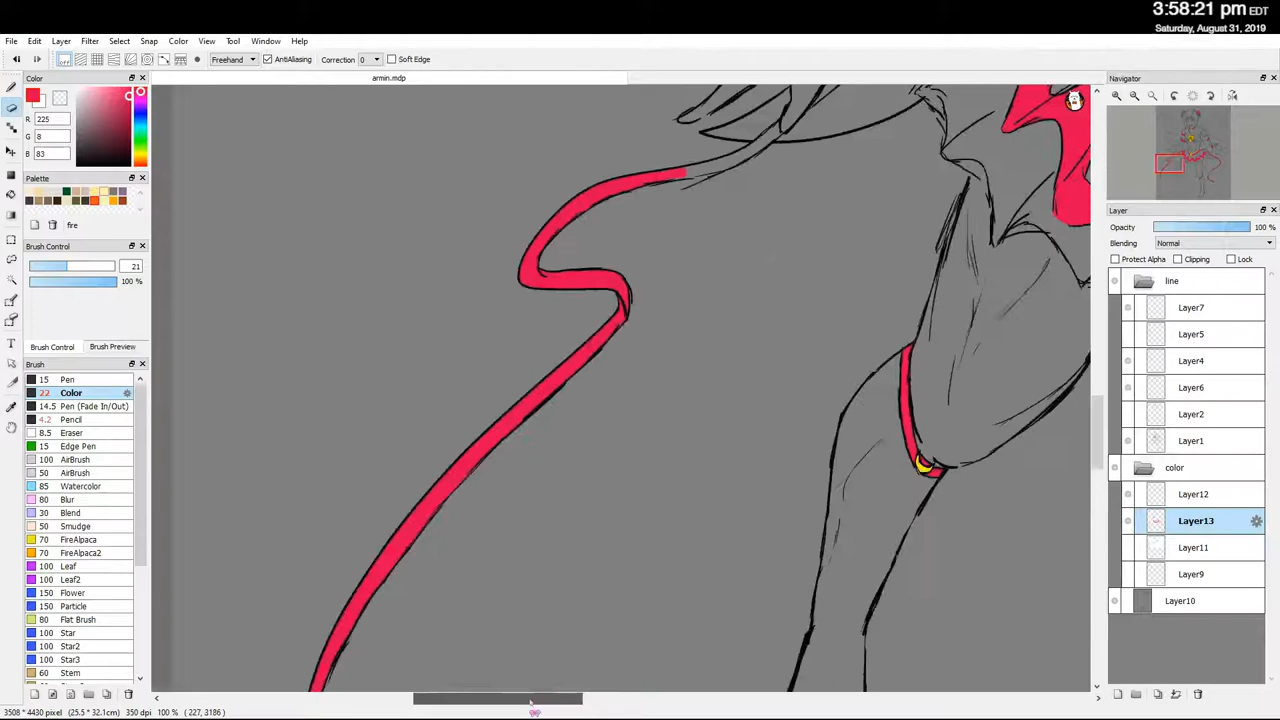 3:58:21 pm EDT
Saturday, August 31, 2019
File Edit Layer Filter Select Snap Color View Tool Window Help
OFF Freehand AntiAliasing Correction 0 Soft Edge
armin.mdp
Color
R 225
G 8
B 83
Palette
fire
Brush Control
21
100 %
Brush Control Brush Preview
Brush
15 Pen
22 Color
14.5 Pen (Fade In/Out)
4.2 Pencil
8.5 Eraser
15 Edge Pen
100 AirBrush
50 AirBrush
85 Watercolor
80 Blur
30 Blend
50 Smudge
70 FireAlpaca
70 FireAlpaca2
100 Leaf
100 Leaf2
150 Flower
150 Particle
80 Flat Brush
100 Star
100 Star2
100 Star3
60 Stem
Navigator
Layer
Opacity 100 %
Blending Normal
Protect Alpha Clipping Lock
line
Layer7
Layer5
Layer4
Layer6
Layer2
Layer1
color
Layer12
Layer13
Layer11
Layer9
Layer10
3508 * 4430 pixel (25.5 * 32.1cm) 350 dpi 100 % ( 227, 3186 )